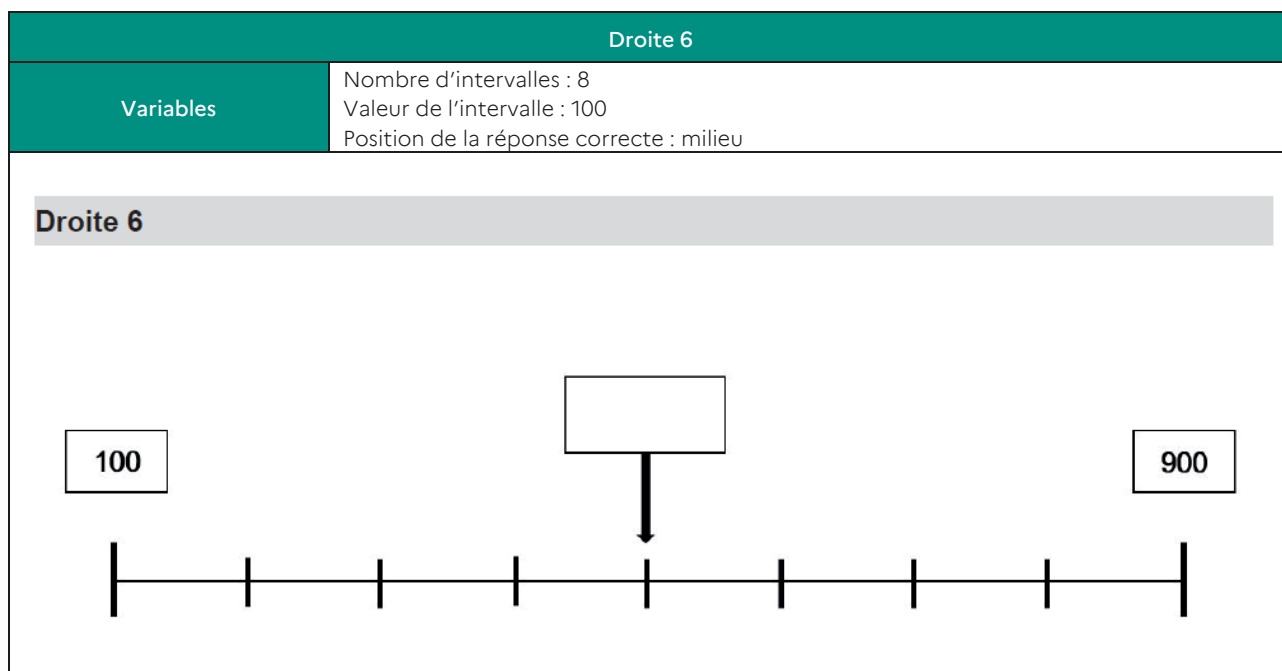 Droite 6
Variables
Nombre d'intervalles : 8
Valeur de l'intervalle : 100
Position de la réponse correcte : milieu
Droite 6
100
900